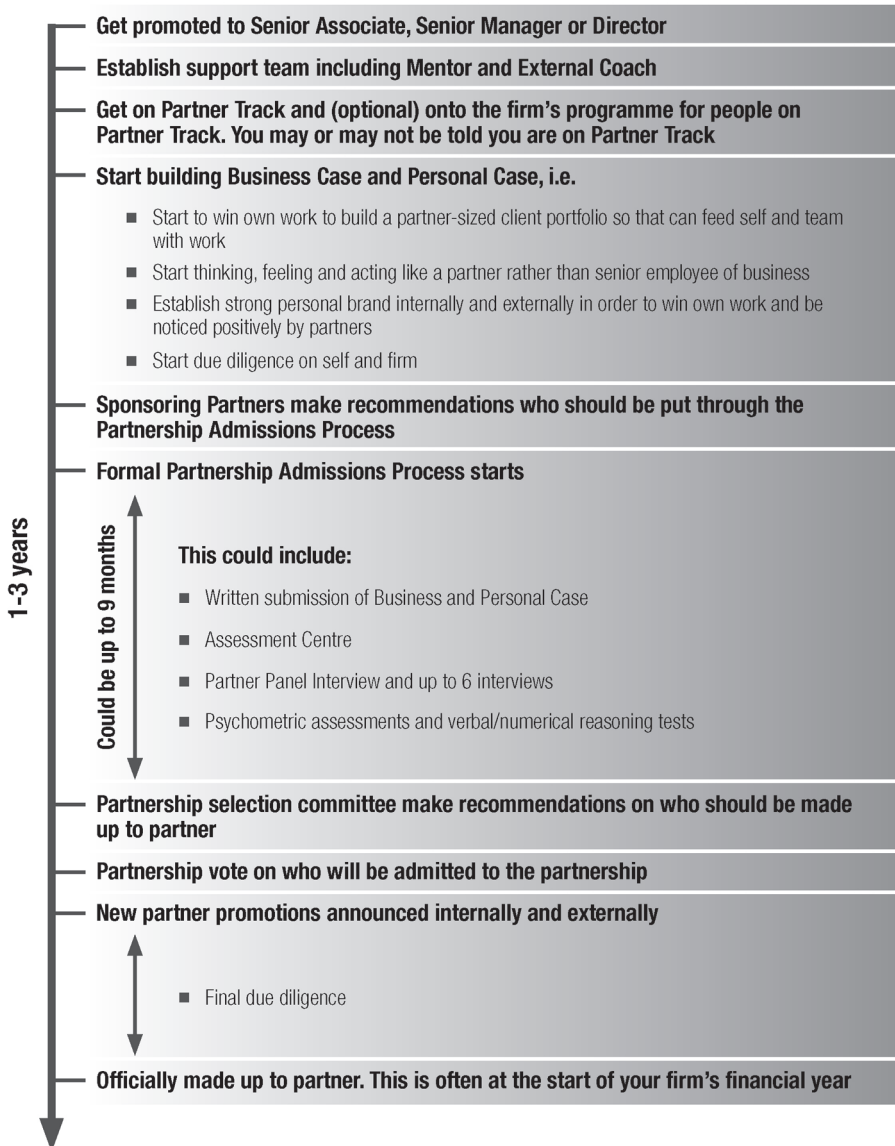 Get promoted to Senior Associate, Senior Manager or Director
Establish support team including Mentor and External Coach
Get on Partner Track and (optional) onto the firm's programme for people on
Partner Track. You may or may not be told you are on Partner Track
Start building Business Case and Personal Case, i.e.
■ Start to win own work to build a partner-sized client portfolio so that can feed self and team
with work
■ Start thinking, feeling and acting like a partner rather than senior employee of business
■ Establish strong personal brand internally and externally in order to win own work and be
noticed positively by partners
■ Start due diligence on self and firm
Sponsoring Partners make recommendations who should be put through the
Partnership Admissions Process
Formal Partnership Admissions Process starts
1-3 years
Could be up to 9 months
This could include:
■ Written submission of Business and Personal Case
■ Assessment Centre
■ Partner Panel Interview and up to 6 interviews
■ Psychometric assessments and verbal/numerical reasoning tests
Partnership selection committee make recommendations on who should be made
up to partner
Partnership vote on who will be admitted to the partnership
New partner promotions announced internally and externally
■ Final due diligence
Officially made up to partner. This is often at the start of your firm's financial year